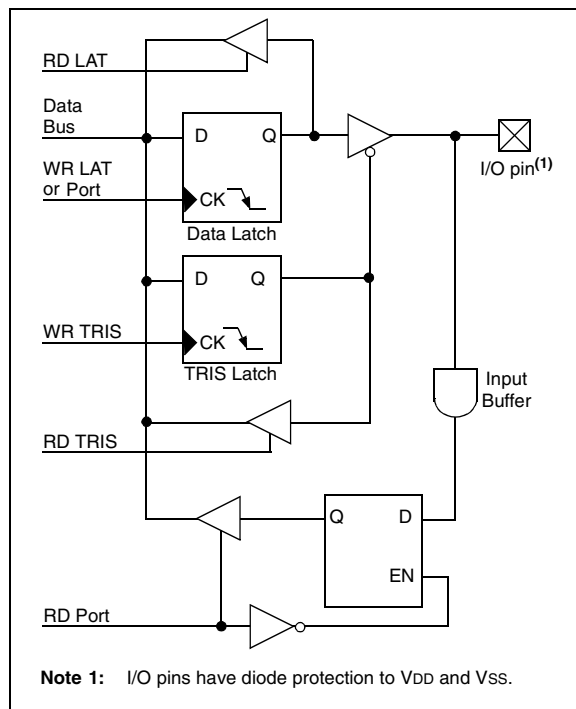 RD LAT
Data
Bus
D Q
I/O pin(1)
WR LAT
or Port
CK
Data Latch
D Q
WR TRIS
CK
TRIS Latch
Input
Buffer
RD TRIS
Q D
EN
RD Port
Note 1: I/O pins have diode protection to VDD and VSS.